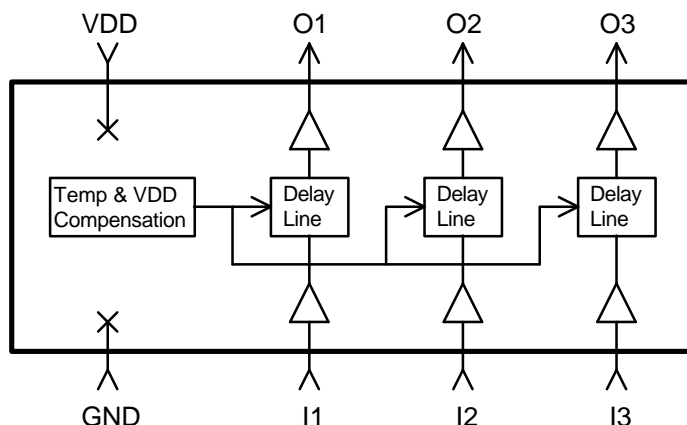 VDD O1 O2 O3
Temp & VDD
Compensation
Delay
Line
Delay
Line
Delay
Line
GND I1 I2 I3